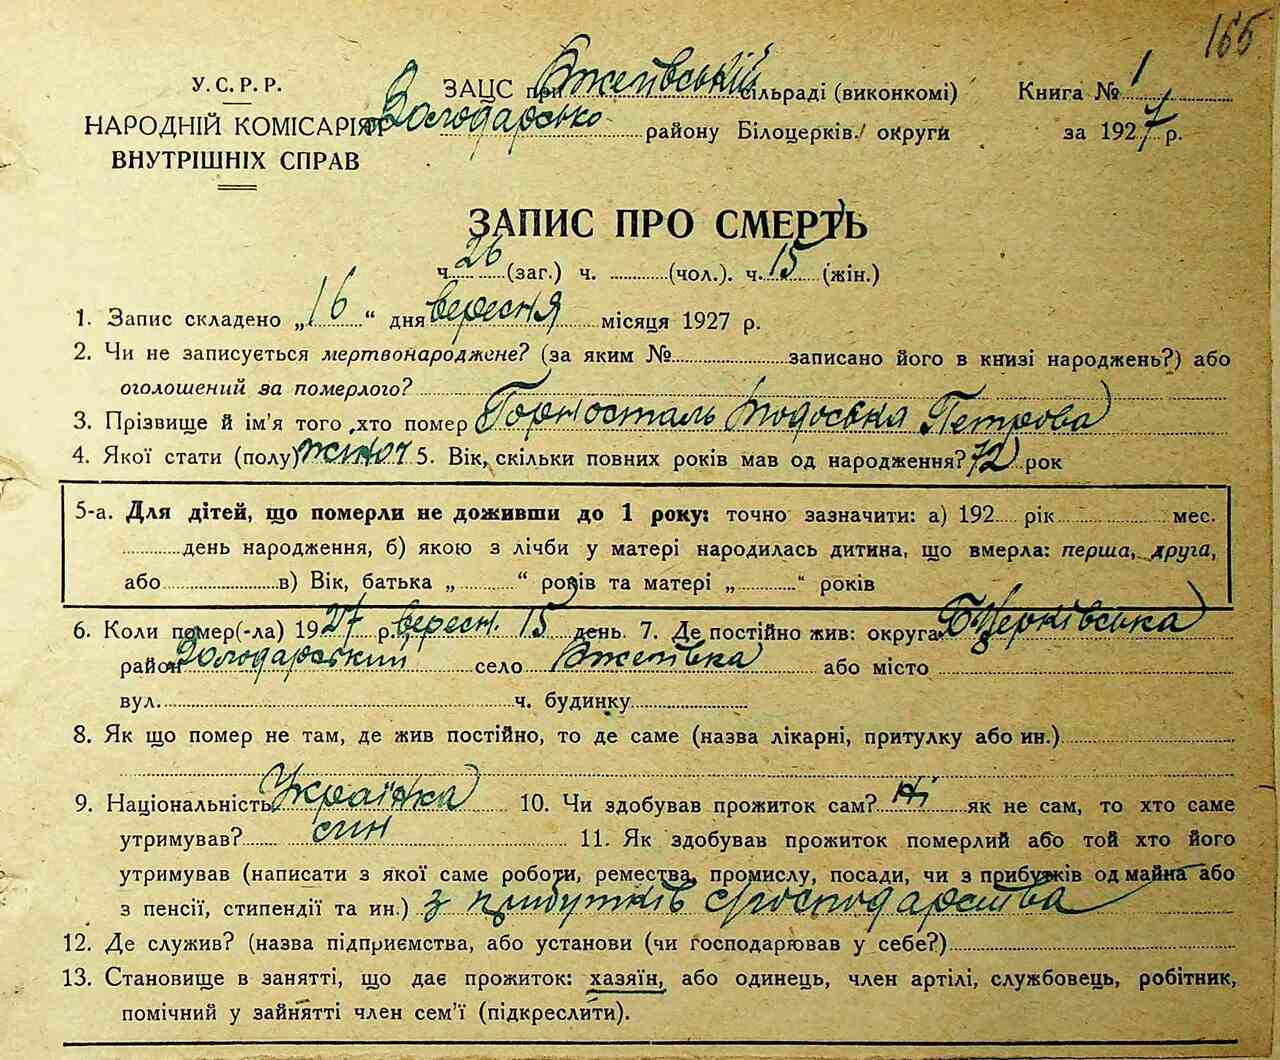 166
У.С.Р.Р.
НАРОДНІЙ КОМІСАРІЯТ
ВНУТРІШНІХ СПРАВ
ЗАЦС при сільраді (виконкомі)
Володарсько району Білоцерків./ округи
Книга № 1
за 1927 р.
ЗАПИС ПРО СМЕРТЬ
ч. 26 (заг.) ч. ............(чол.). ч. 15 (жін.)
1. Запис складено „16“ дня вересня місяця 1927 р.
2. Чи не записується мертвонароджене? (за яким №................записано його в книзі народжень?) або
оголошений за померлого?
3. Прізвище й ім'я того, хто помер Горносталь Тодоська Петрова
4. Якої стати (полу) жіноч 5. Вік, скільки повних років мав од народження? 72 рок
5-а. Для дітей, що померли не доживши до 1 року: точно зазначити: а) 192.... рік................ мес.
............день народження, б) якою з лічби у матері народилась дитина, що вмерла: перша, друга,
або................в) Вік, батька „........“ років та матері „........“ років
6. Коли помер(-ла) 1927 р. вересн. 15 день. 7. Де постійно жив: округа Б Церківська
район Володарський село або місто
вул. ч. будинку
8. Як що помер не там, де жив постійно, то де саме (назва лікарні, притулку або ин.)
9. Національність Українка 10. Чи здобував прожиток сам? Ні як не сам, то хто саме
утримував? син 11. Як здобував прожиток померлий або той хто його
утримував (написати з якої саме роботи, ремества, промислу, посади, чи з прибутків од майна або
з пенсії, стипендії та ин.) з прибутків с/господарства
12. Де служив? (назва підприємства, або установи (чи господарював у себе?)
13. Становище в занятті, що дає прожиток: хазяїн, або одинець, член артілі, службовець, робітник,
помічний у зайнятті член сем'ї (підкреслити).